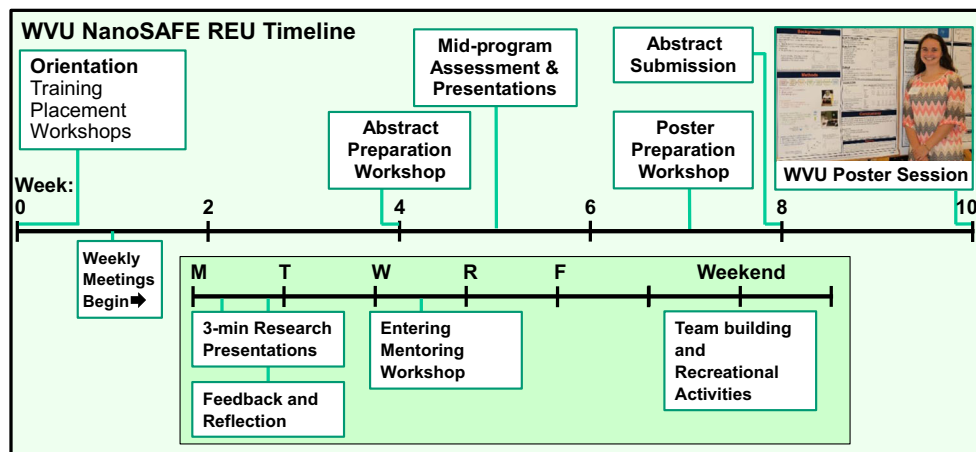 WVU NanoSAFE REU Timeline
Orientation
Training
Placement
Workshops
Mid-program
Assessment &
Presentations
Abstract
Submission
Abstract
Preparation
Workshop
Poster
Preparation
Workshop
WVU Poster Session
Week:
0
2
4
6
8
10
Weekly
Meetings
Begin
M
T
W
R
F
Weekend
3-min Research
Presentations
Feedback and
Reflection
Entering
Mentoring
Workshop
Team building
and
Recreational
Activities